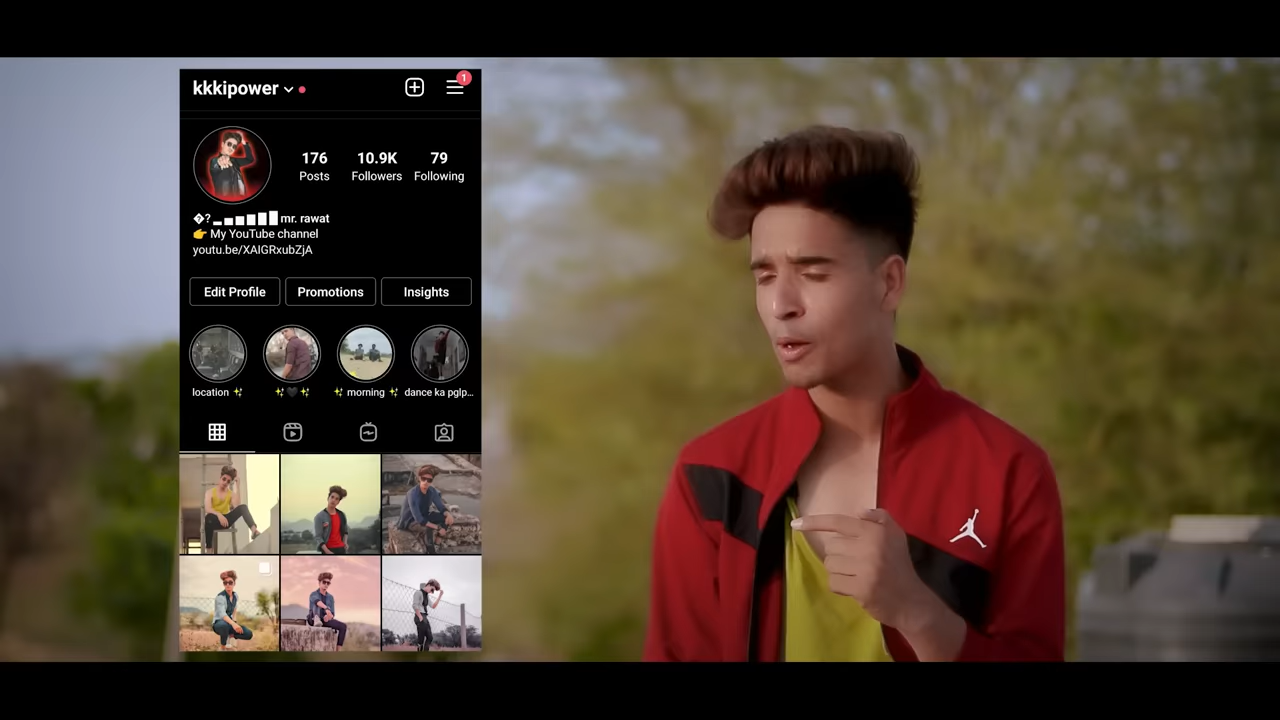 kkkipower
1
176
10.9K
79
Posts
Followers
Following
mr. rawat
👉 My YouTube channel
youtu.be/XAIGRxubZjA
Edit Profile
Promotions
Insights
location ✨
✨🖤✨
✨ morning ✨
dance ka pglp...